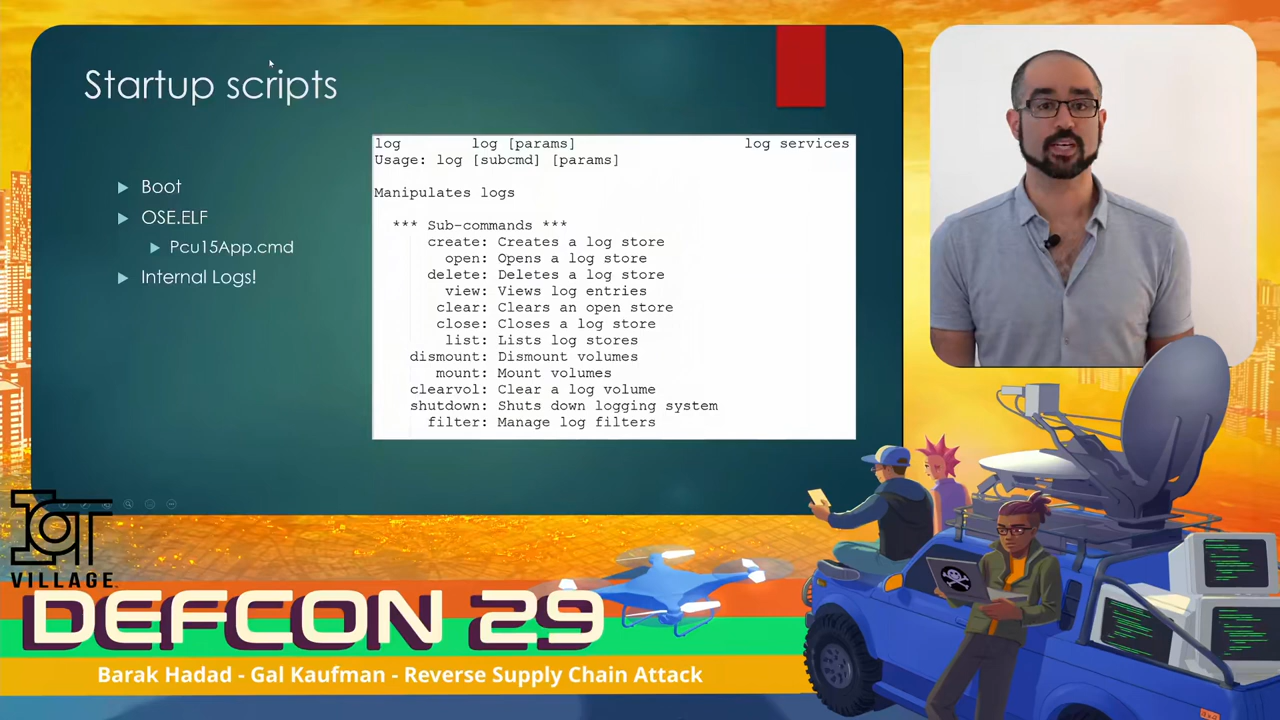 Startup scripts
Boot
OSE.ELF
Pcu15App.cmd
Internal Logs!
log log [params] log services
Usage: log [subcmd] [params]
Manipulates logs
*** Sub-commands ***
create: Creates a log store
open: Opens a log store
delete: Deletes a log store
view: Views log entries
clear: Clears an open store
close: Closes a log store
list: Lists log stores
dismount: Dismount volumes
mount: Mount volumes
clearvol: Clear a log volume
shutdown: Shuts down logging system
filter: Manage log filters
IOT
VILLAGE
DEFCON 29
Barak Hadad - Gal Kaufman - Reverse Supply Chain Attack